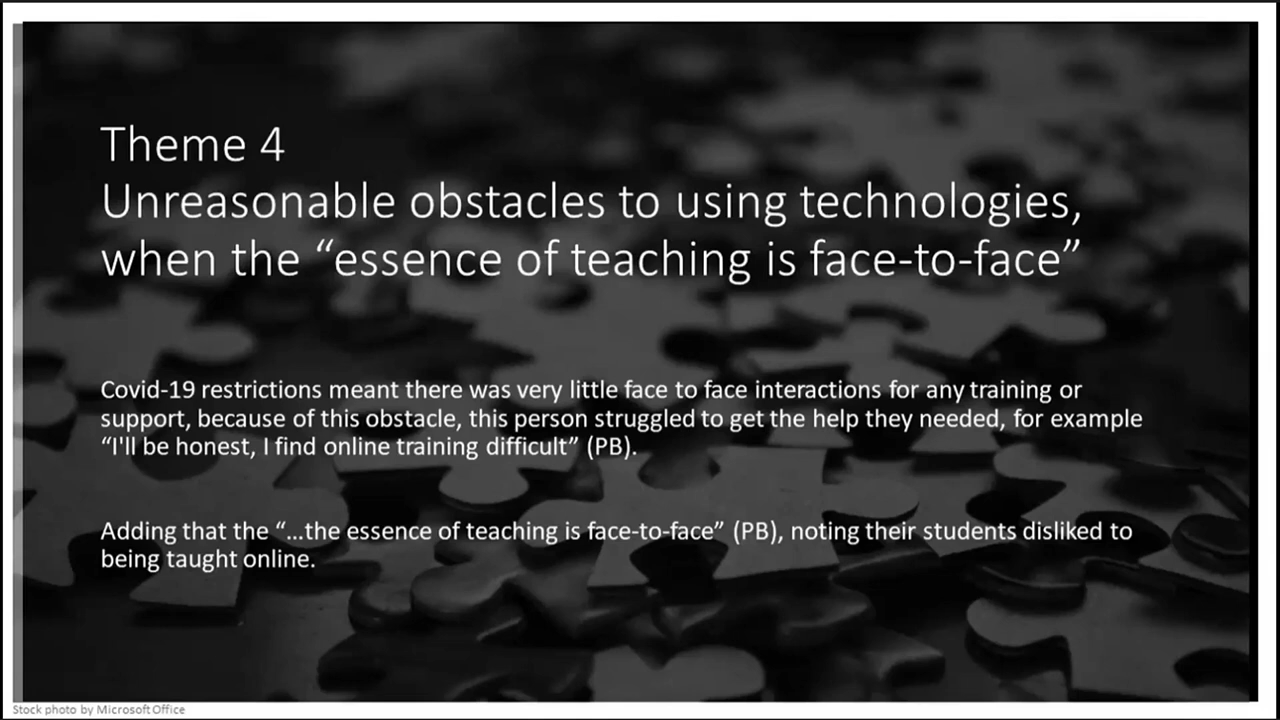 Theme 4
Unreasonable obstacles to using technologies,
when the “essence of teaching is face-to-face”
Covid-19 restrictions meant there was very little face to face interactions for any training or
support, because of this obstacle, this person struggled to get the help they needed, for example
“I'll be honest, I find online training difficult” (PB).
Adding that the “...the essence of teaching is face-to-face” (PB), noting their students disliked to
being taught online.
Stock photo by Microsoft Office